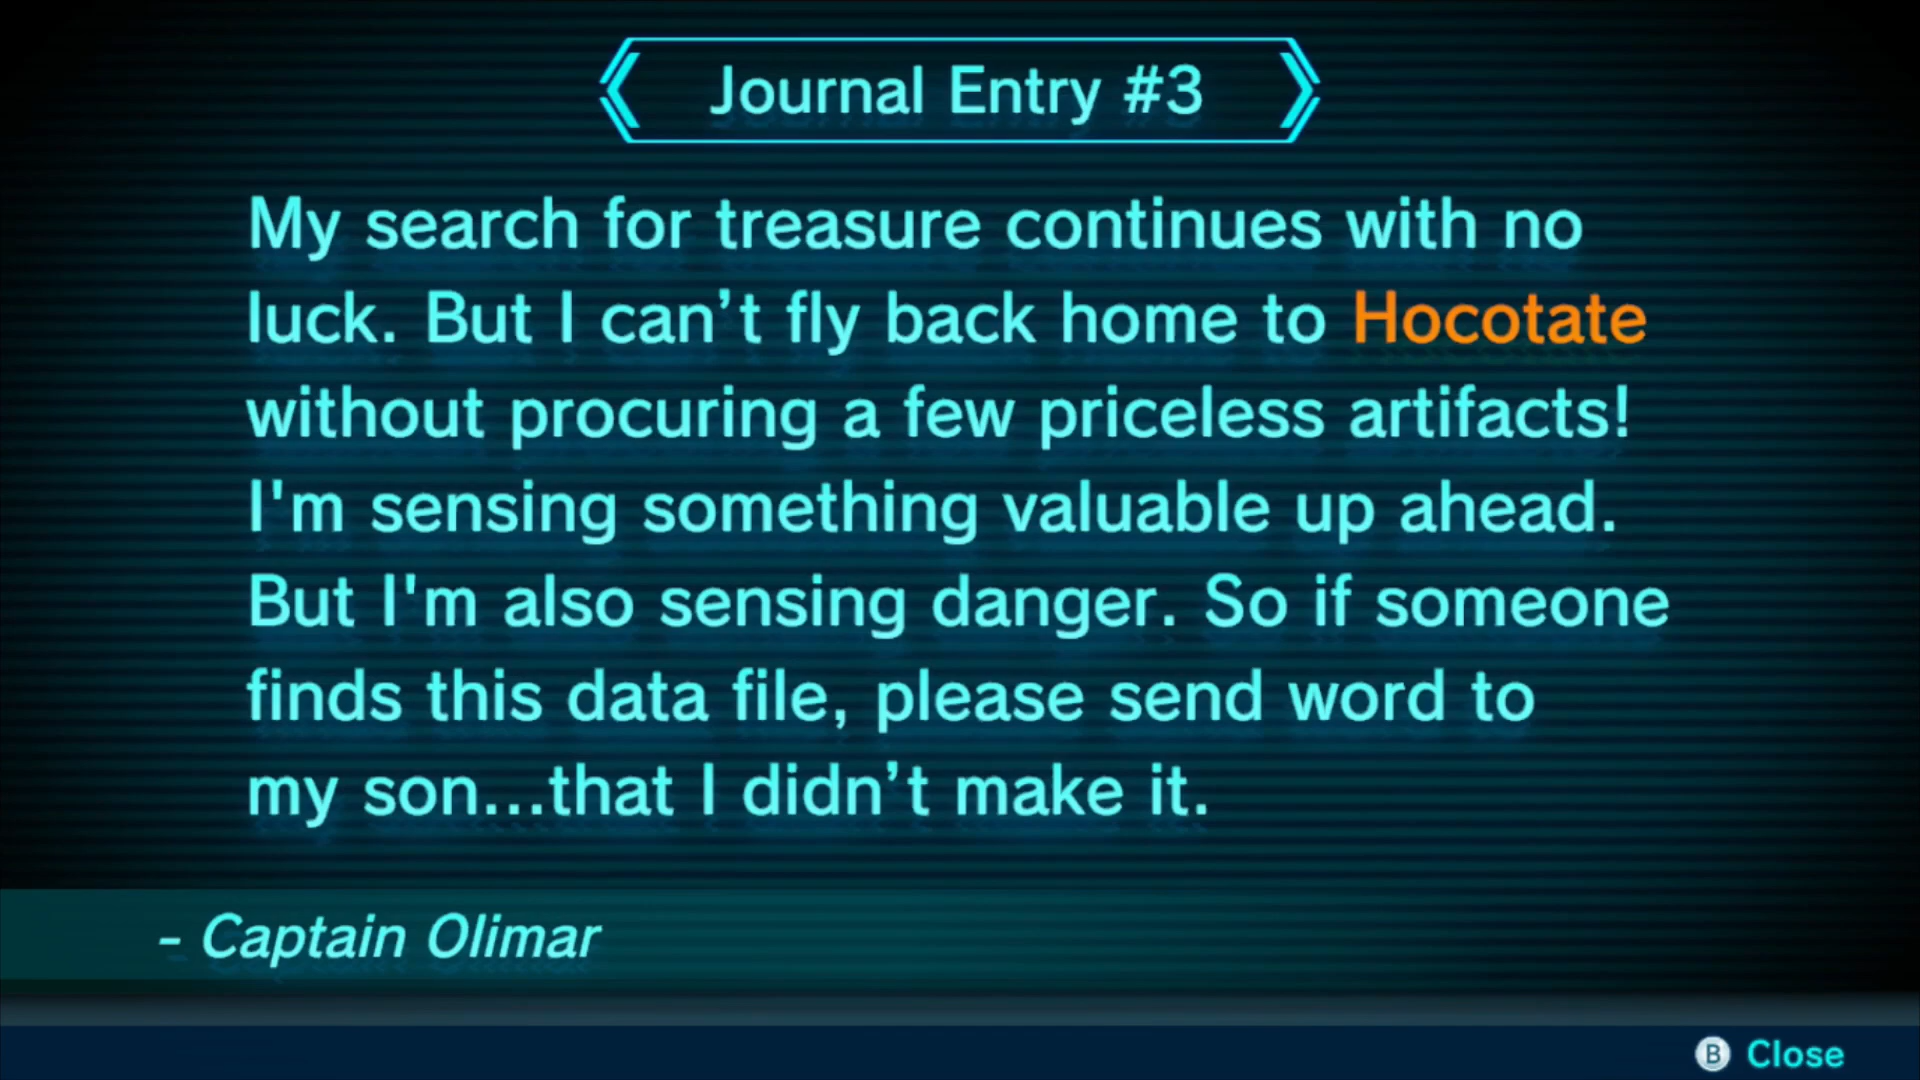 Journal Entry #3
My search for treasure continues with no
luck. But I can’t fly back home to Hocotate
without procuring a few priceless artifacts!
I'm sensing something valuable up ahead.
But I'm also sensing danger. So if someone
finds this data file, please send word to
my son...that I didn’t make it.
- Captain Olimar
B Close